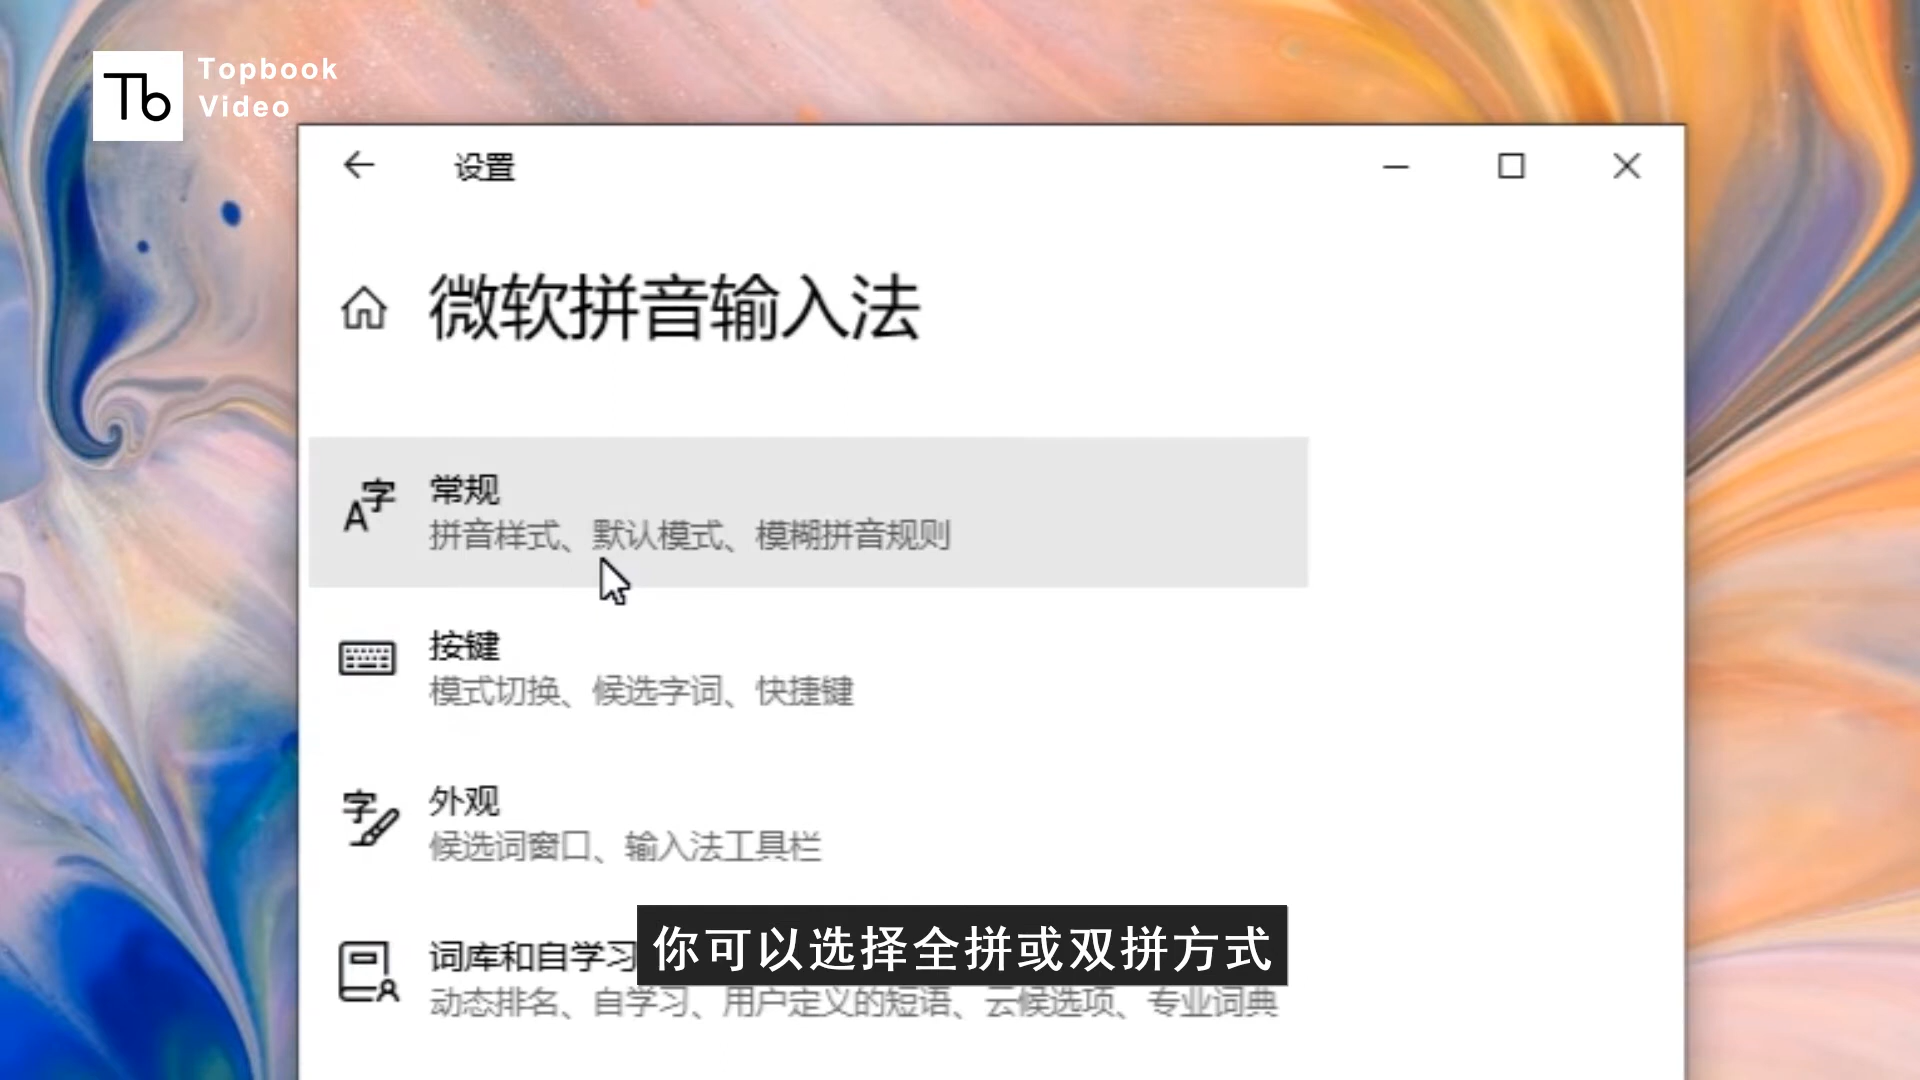 Tb
Topbook
Video
设置
微软拼音输入法
字
A
常规
拼音样式、默认模式、模糊拼音规则
按键
模式切换、候选字词、快捷键
字
外观
候选词窗口、输入法工具栏
词库和自学习
你可以选择全拼或双拼方式
动态排名、自学习、用户定义的短语、云候选项、专业词典